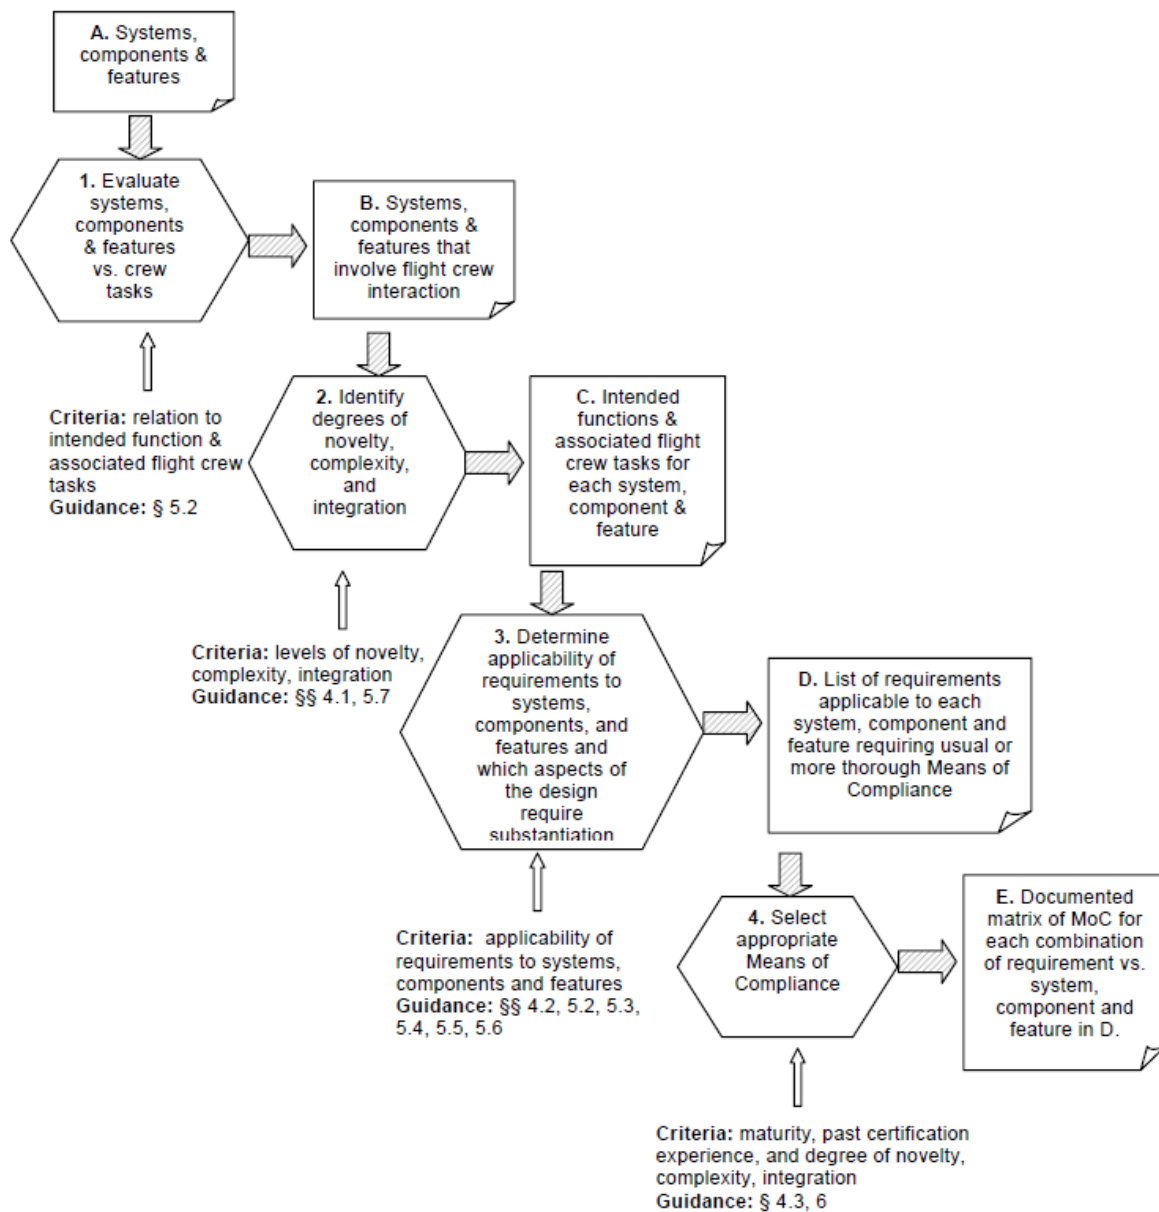 A. Systems,
components &
features
1. Evaluate
systems,
components
& features
vs. crew
tasks
B. Systems,
components &
features that
involve flight crew
interaction
Criteria: relation to
intended function &
associated flight crew
tasks
Guidance: § 5.2
2. Identify
degrees of
novelty,
complexity,
and
integration
C. Intended
functions &
associated flight
crew tasks for
each system,
component &
feature
Criteria: levels of novelty,
complexity, integration
Guidance: §§ 4.1, 5.7
3. Determine
applicability of
requirements to
systems,
components, and
features and
which aspects of
the design
require
substantiation
D. List of requirements
applicable to each
system, component and
feature requiring usual or
more thorough Means of
Compliance
Criteria:  applicability of
requirements to systems,
components and features
Guidance: §§ 4.2, 5.2, 5.3,
5.4, 5.5, 5.6
4. Select
appropriate
Means of
Compliance
E. Documented
matrix of MoC for
each combination
of requirement vs.
system,
component and
feature in D.
Criteria: maturity, past certification
experience, and degree of novelty,
complexity, integration
Guidance: § 4.3, 6